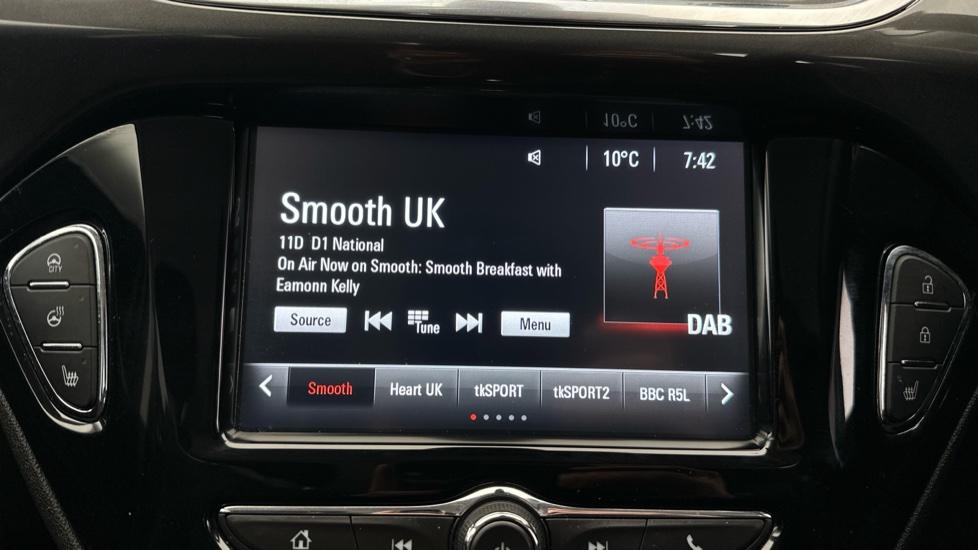 10°C 7:42
Smooth UK
11D D1 National
On Air Now on Smooth: Smooth Breakfast with
Eamonn Kelly
DAB
Source Tune Menu
Smooth Heart UK tkSPORT tkSPORT2 BBC R5L
CITY